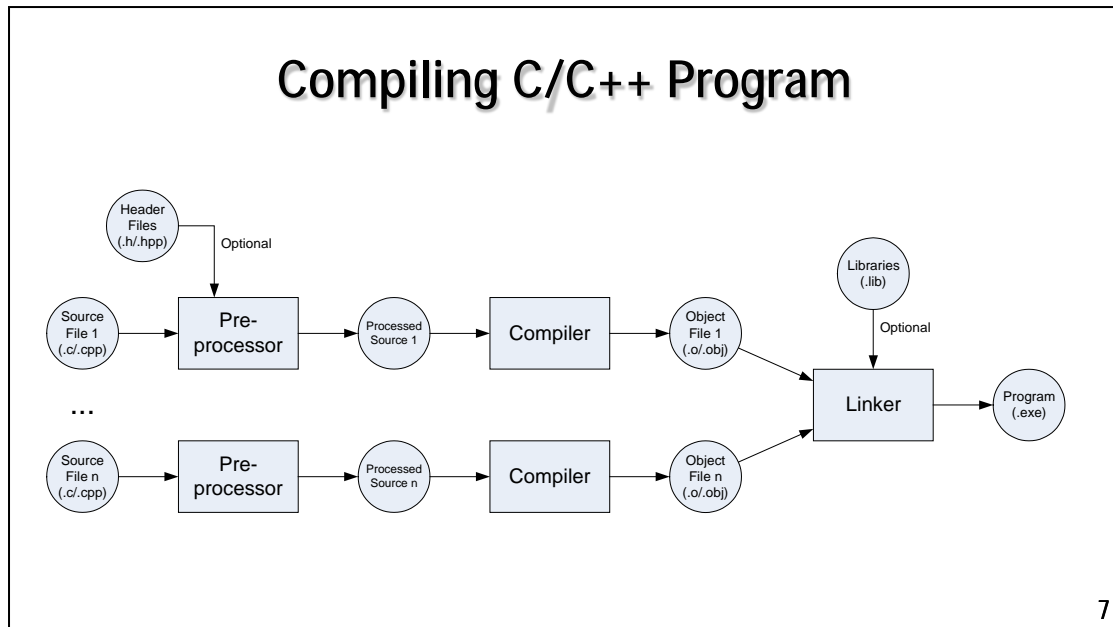 Compiling C/C++ Program
Header
Files
(.h/.hpp)
Optional
Source
File 1
(.c/.cpp)
Pre-
processor
Processed
Source 1
Compiler
Object
File 1
(.o/.obj)
Libraries
(.lib)
Optional
Linker
Program
(.exe)
...
Source
File n
(.c/.cpp)
Pre-
processor
Processed
Source n
Compiler
Object
File n
(.o/.obj)
7